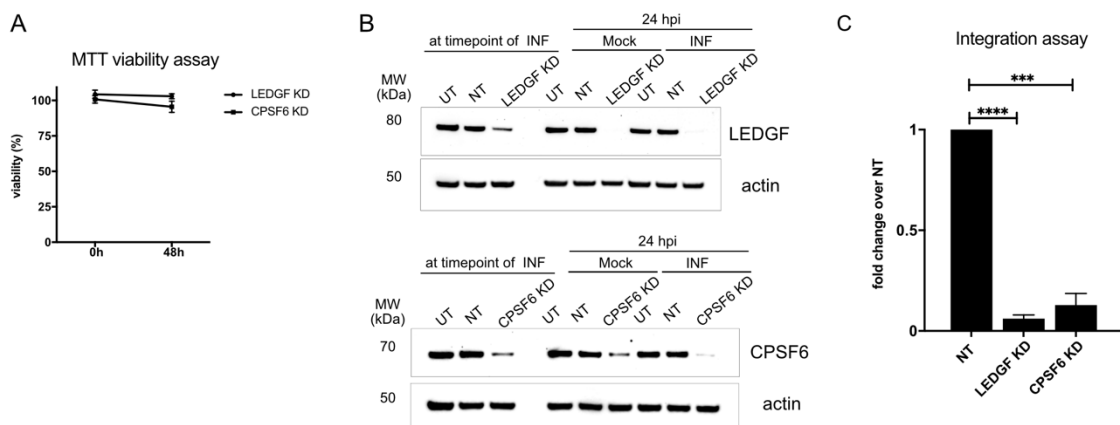 A
MTT viability assay
viability (%)
100
75
50
25
0
0h
48h
LEDGF KD
CPSF6 KD
B
24 hpi
at timepoint of INF
Mock
INF
MW
(kDa)
UT
NT
LEDGF KD
UT
NT
LEDGF KD
UT
NT
LEDGF KD
80
LEDGF
50
actin
24 hpi
at timepoint of INF
Mock
INF
MW
(kDa)
UT
NT
CPSF6 KD
UT
NT
CPSF6 KD
UT
NT
CPSF6 KD
70
CPSF6
50
actin
C
Integration assay
***
****
fold change over NT
1
0.5
0
NT
LEDGF KD
CPSF6 KD